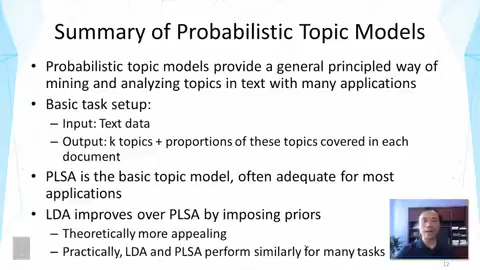 Summary of Probabilistic Topic Models
• Probabilistic topic models provide a general principled way of
mining and analyzing topics in text with many applications
• Basic task setup:
– Input: Text data
– Output: k topics + proportions of these topics covered in each
document
• PLSA is the basic topic model, often adequate for most
applications
• LDA improves over PLSA by imposing priors
– Theoretically more appealing
– Practically, LDA and PLSA perform similarly for many tasks
12